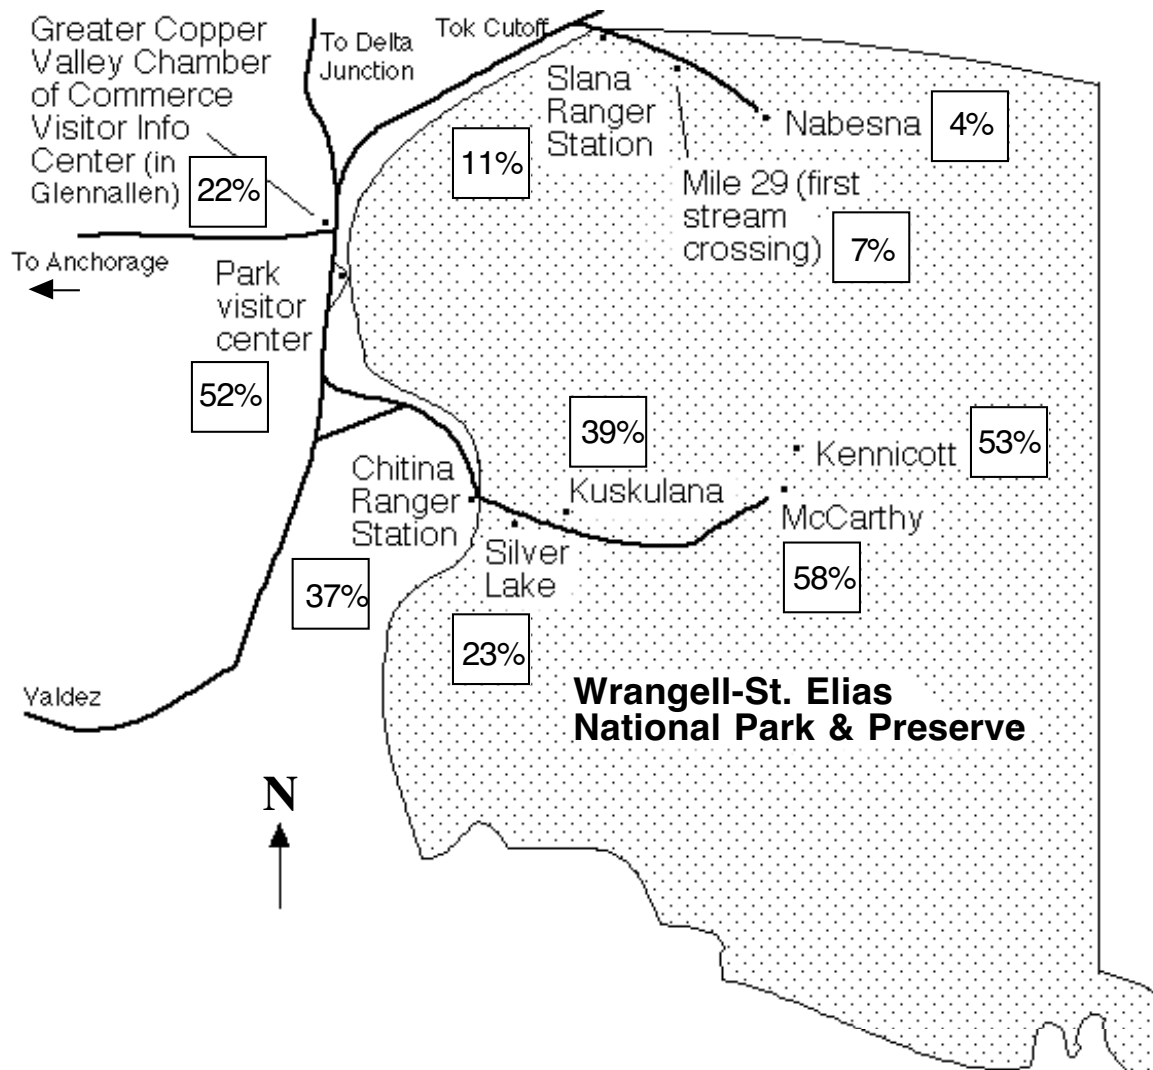 Greater Copper
Valley Chamber
of Commerce
Visitor Info
Center (in
Glennallen)
22%
To Delta
Junction
Tok Cutoff
Slana
Ranger
Station
11%
Nabesna
4%
Mile 29 (first
stream
crossing)
7%
To Anchorage
Park
visitor
center
52%
39%
Kuskulana
Kennicott
53%
McCarthy
58%
Chitina
Ranger
Station
37%
Silver
Lake
23%
Wrangell-St. Elias
National Park & Preserve
Valdez
N